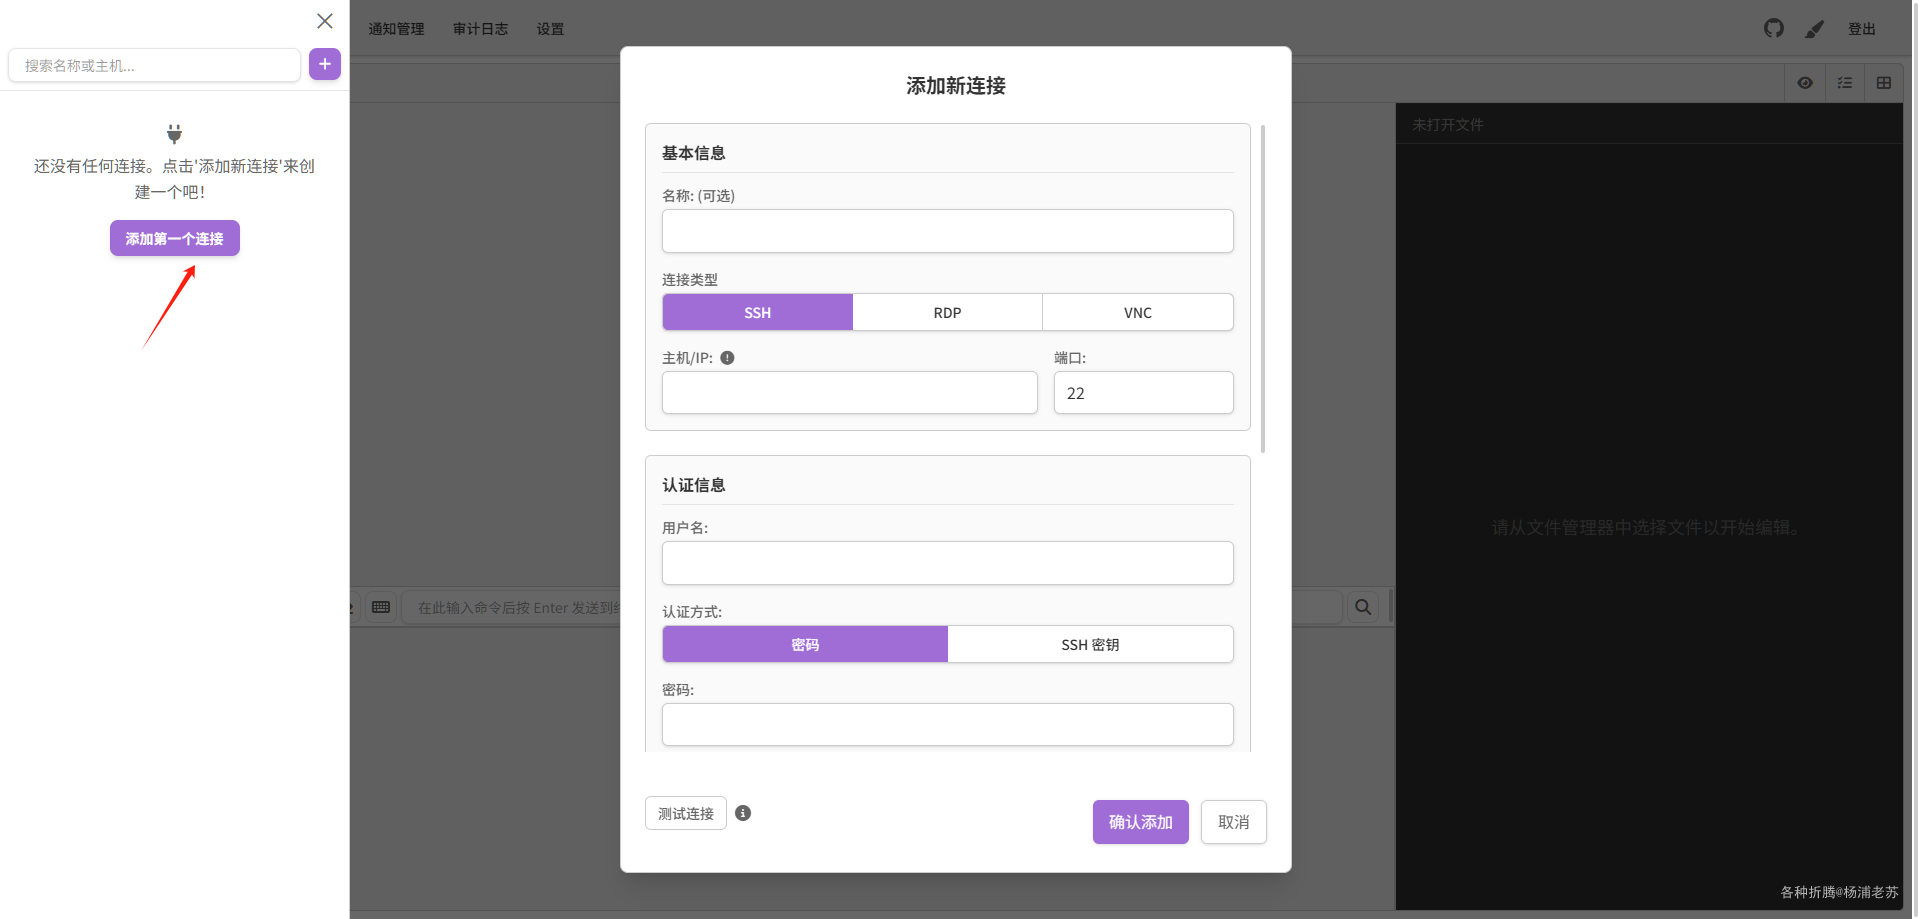 通知管理
审计日志
设置
登出
搜索名称或主机...
还没有任何连接。点击'添加新连接'来创
建一个吧!
添加第一个连接
添加新连接
基本信息
名称: (可选)
连接类型
SSH
RDP
VNC
主机/IP:
端口:
22
认证信息
用户名:
认证方式:
密码
SSH 密钥
密码:
测试连接
确认添加
取消
在此输入命令后按 Enter 发送到
未打开文件
请从文件管理器中选择文件以开始编辑。
各种折腾@杨浦老苏